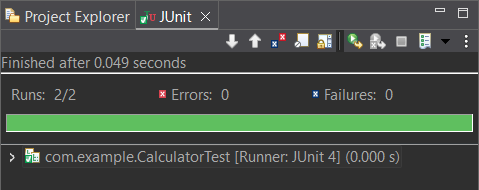 Project Explorer JUnit
Finished after 0.049 seconds
Runs: 2/2 Errors: 0 Failures: 0
com.example.CalculatorTest [Runner: JUnit 4] (0.000 s)